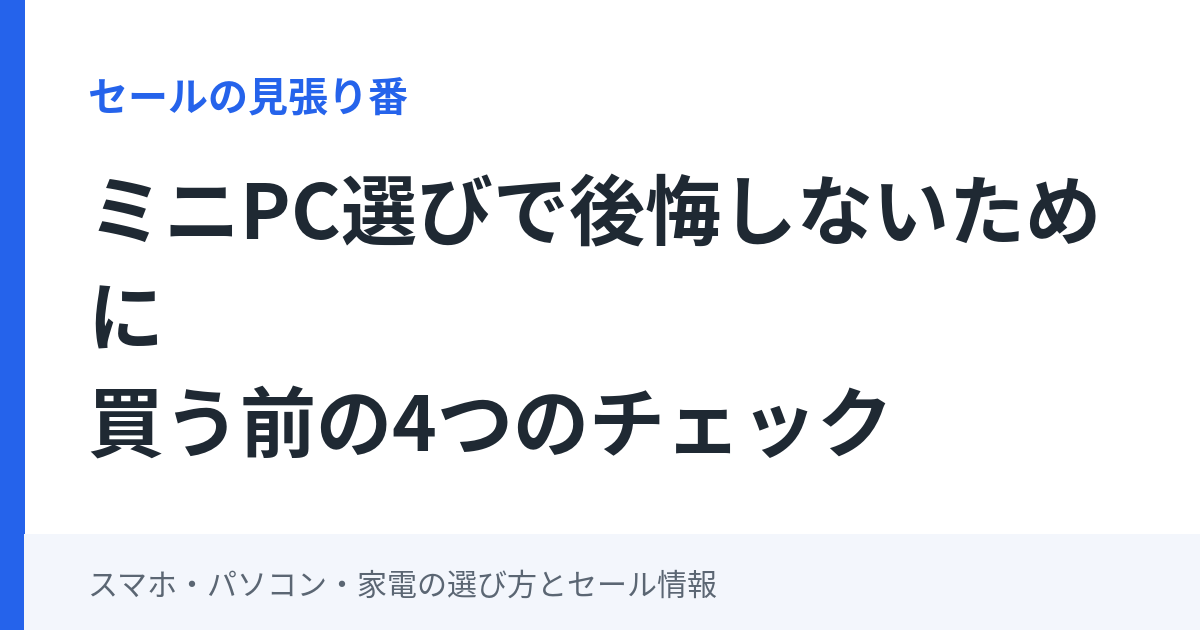 セールの見張り番
ミニPC選びで後悔しないため
に
買う前の4つのチェック
スマホ・パソコン・家電の選び方とセール情報